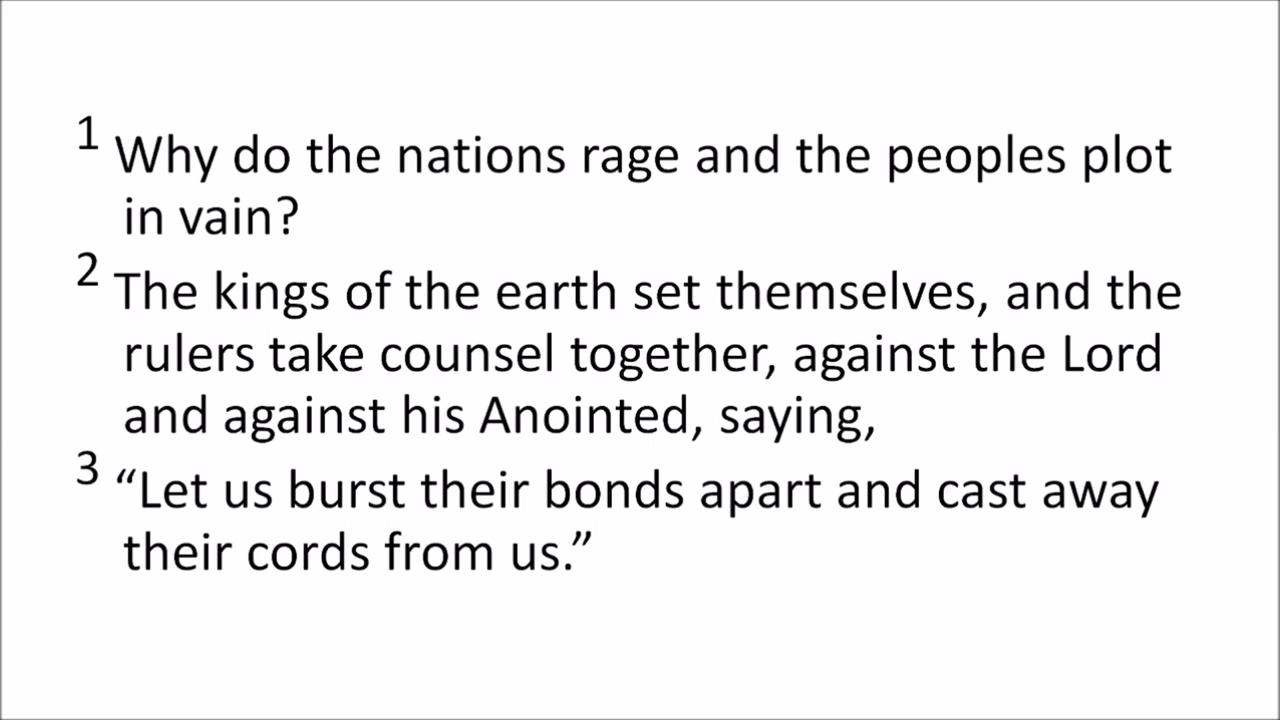 1 Why do the nations rage and the peoples plot
in vain?
2 The kings of the earth set themselves, and the
rulers take counsel together, against the Lord
and against his Anointed, saying,
3 “Let us burst their bonds apart and cast away
their cords from us.”